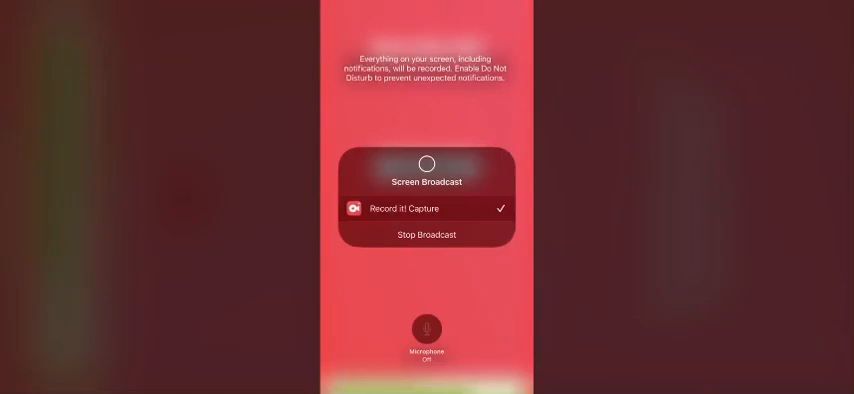 Everything on your screen, including
notifications, will be recorded. Enable Do Not
Disturb to prevent unexpected notifications.
Screen Broadcast
Record it! Capture
Stop Broadcast
Microphone
Off